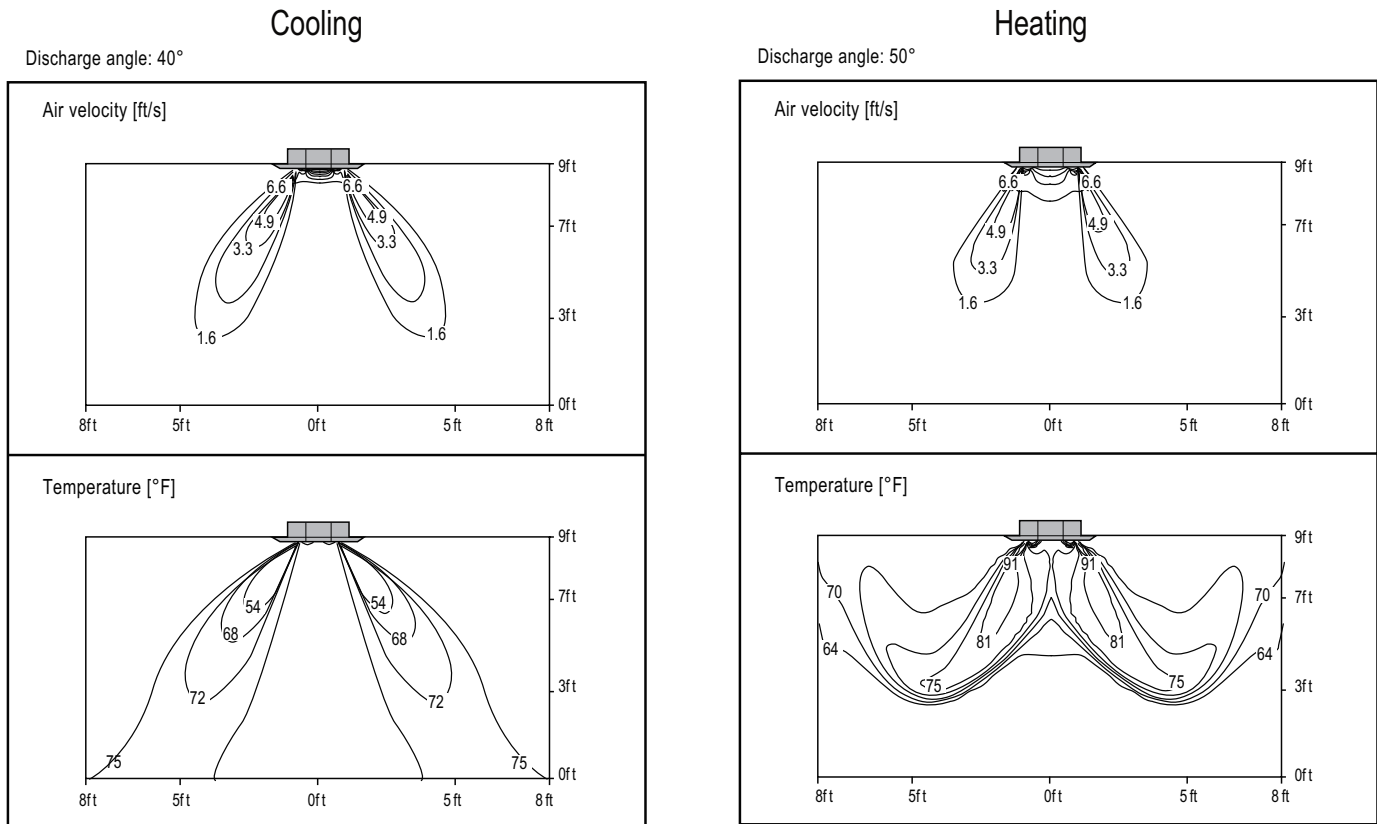 Cooling
Discharge angle: 40°
Air velocity [ft/s]
6.6 6.6
4.9 4.9
3.3 3.3
1.6 1.6
9ft
7ft
3ft
0ft
8ft 5ft 0ft 5ft 8ft
Temperature [°F]
54 54
68 68
72 72
75 75
9ft
7ft
3ft
0ft
8ft 5ft 0ft 5ft 8ft
Heating
Discharge angle: 50°
Air velocity [ft/s]
6.6 6.6
4.9 4.9
3.3 3.3
1.6 1.6
9ft
7ft
3ft
0ft
8ft 5ft 0ft 5ft 8ft
Temperature [°F]
91 91
70 70
81 81
64 64
75 75
9ft
7ft
3ft
0ft
8ft 5ft 0ft 5ft 8ft